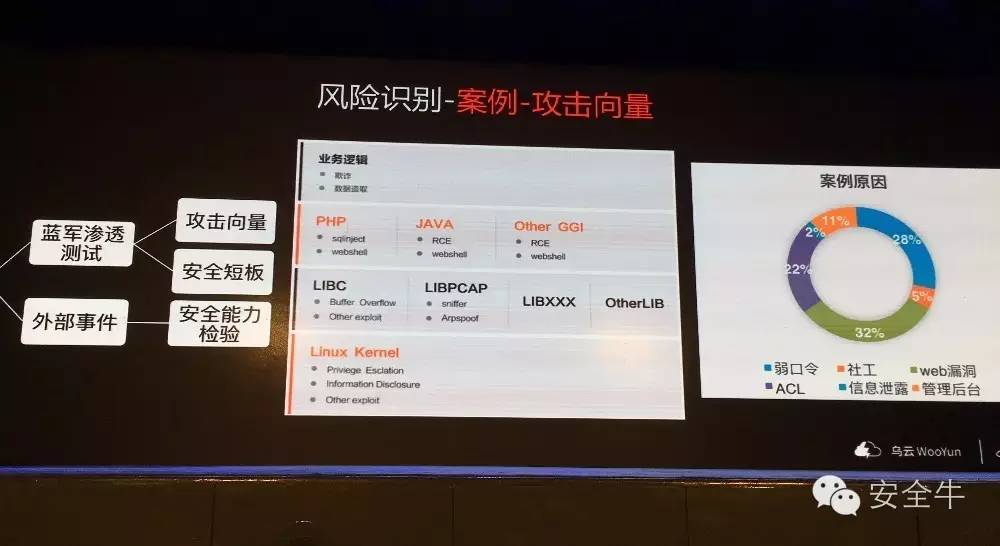 风险识别-案例-攻击向量
蓝军渗透
测试
攻击向量
安全短板
外部事件
安全能力
检验
业务逻辑
欺诈
数据盗取
PHP
sqlinject
webshell
JAVA
RCE
webshell
Other GGI
RCE
webshell
LIBC
Buffer Overflow
Other exploit
LIBPCAP
sniffer
Arpspoof
LIBXXX
OtherLIB
Linux Kernel
Priviege Esclation
Information Disclosure
Other exploit
案例原因
11%
2%
28%
22%
5%
32%
弱口令 社工 web漏洞
ACL 信息泄露 管理后台
乌云 WooYun
安全牛